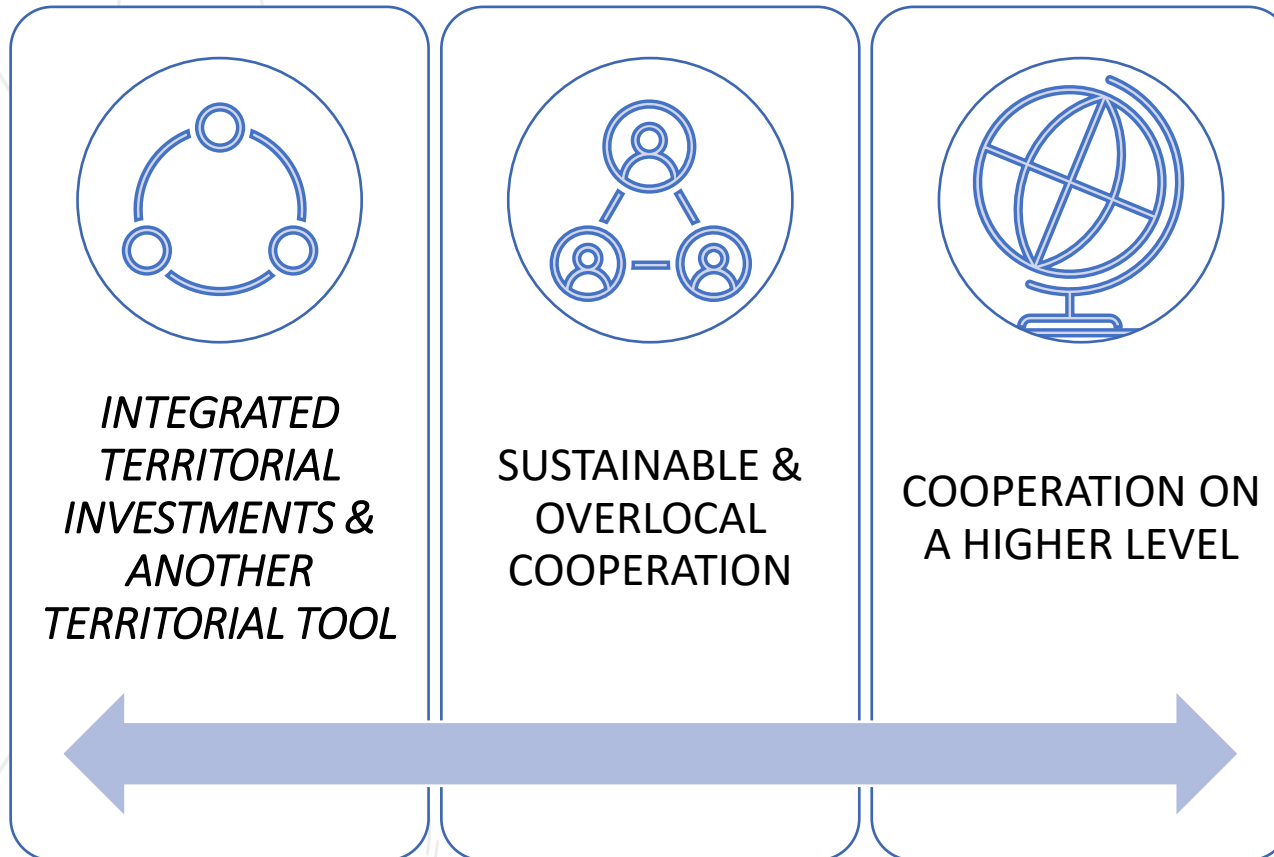 INTEGRATED
TERRITORIAL
INVESTMENTS &
ANOTHER
TERRITORIAL TOOL
SUSTAINABLE &
OVERLOCAL
COOPERATION
COOPERATION ON
A HIGHER LEVEL